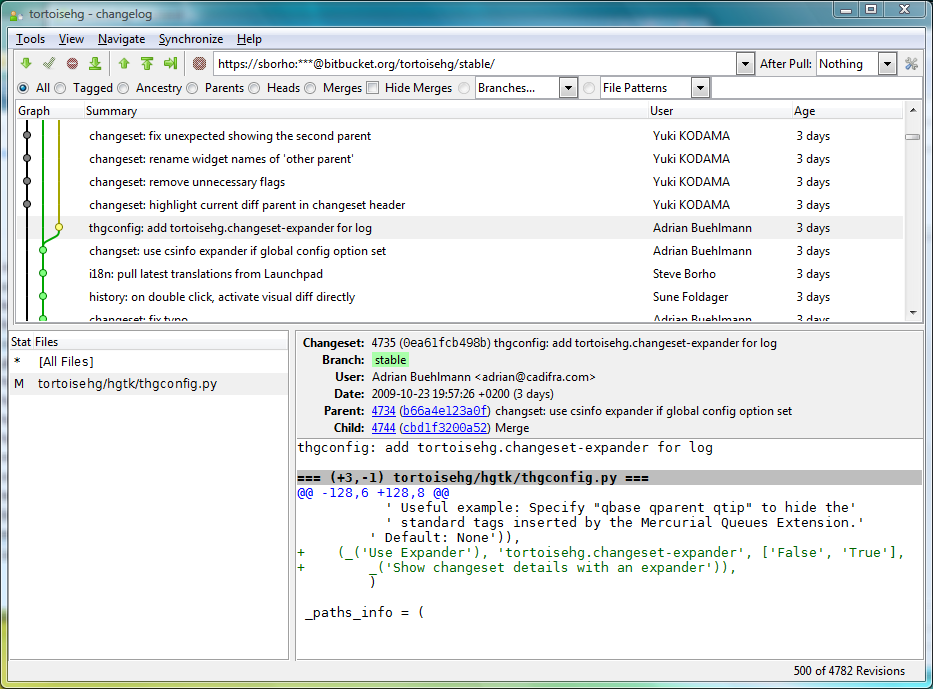 tortoisehg - changelog
Tools View Navigate Synchronize Help
https://sborho:***@bitbucket.org/tortoisehg/stable/ After Pull: Nothing
All Tagged Ancestry Parents Heads Merges Hide Merges Branches... File Patterns
Graph Summary User Age
changeset: fix unexpected showing the second parent Yuki KODAMA 3 days
changeset: rename widget names of 'other parent' Yuki KODAMA 3 days
changeset: remove unnecessary flags Yuki KODAMA 3 days
changeset: highlight current diff parent in changeset header Yuki KODAMA 3 days
thgconfig: add tortoisehg.changeset-expander for log Adrian Buehlmann 3 days
changset: use csinfo expander if global config option set Adrian Buehlmann 3 days
i18n: pull latest translations from Launchpad Steve Borho 3 days
history: on double click, activate visual diff directly Sune Foldager 3 days
changeset: fix typo Adrian Buehlmann 3 days
Stat Files
* [All Files]
M tortoisehg/hgtk/thgconfig.py
Changeset: 4735 (0ea61fcb498b) thgconfig: add tortoisehg.changeset-expander for log
Branch: stable
User: Adrian Buehlmann <adrian@cadifra.com>
Date: 2009-10-23 19:57:26 +0200 (3 days)
Parent: 4734 (b66a4e123a0f) changset: use csinfo expander if global config option set
Child: 4744 (cbd1f3200a52) Merge
thgconfig: add tortoisehg.changeset-expander for log
=== (+3,-1) tortoisehg/hgtk/thgconfig.py ===
@@ -128,6 +128,8 @@
' Useful example: Specify "qbase qparent qtip" to hide the'
' standard tags inserted by the Mercurial Queues Extension.'
' Default: None')),
+ (_('Use Expander'), 'tortoisehg.changeset-expander', ['False', 'True'],
+ _('Show changeset details with an expander')),
)
_paths_info = (
500 of 4782 Revisions